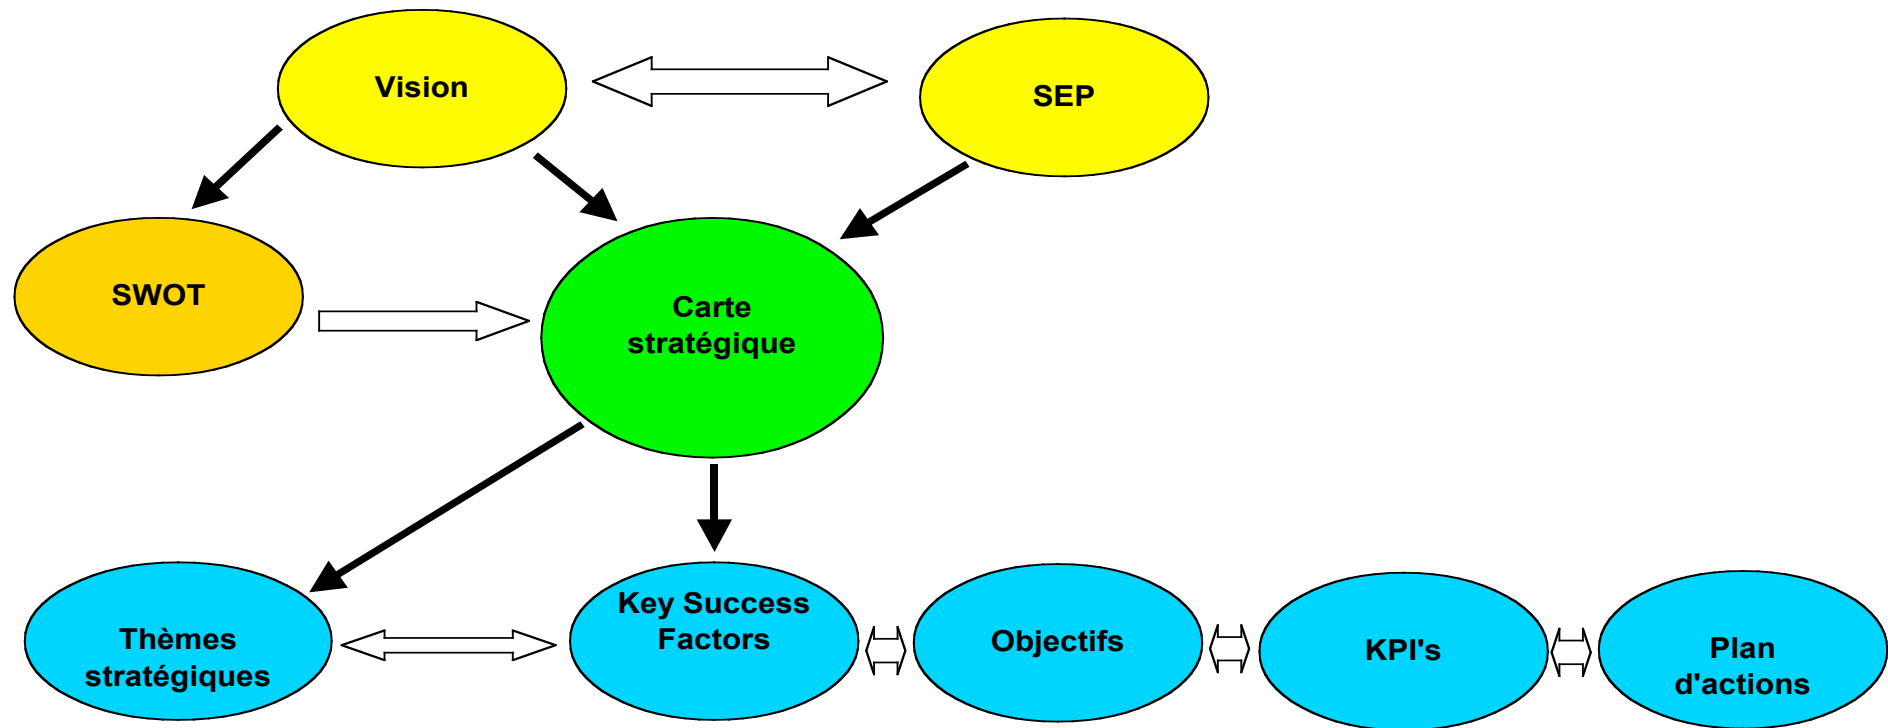 Vision
SEP
SWOT
Carte
stratégique
Thèmes
stratégiques
Key Success
Factors
Objectifs
KPI's
Plan
d'actions